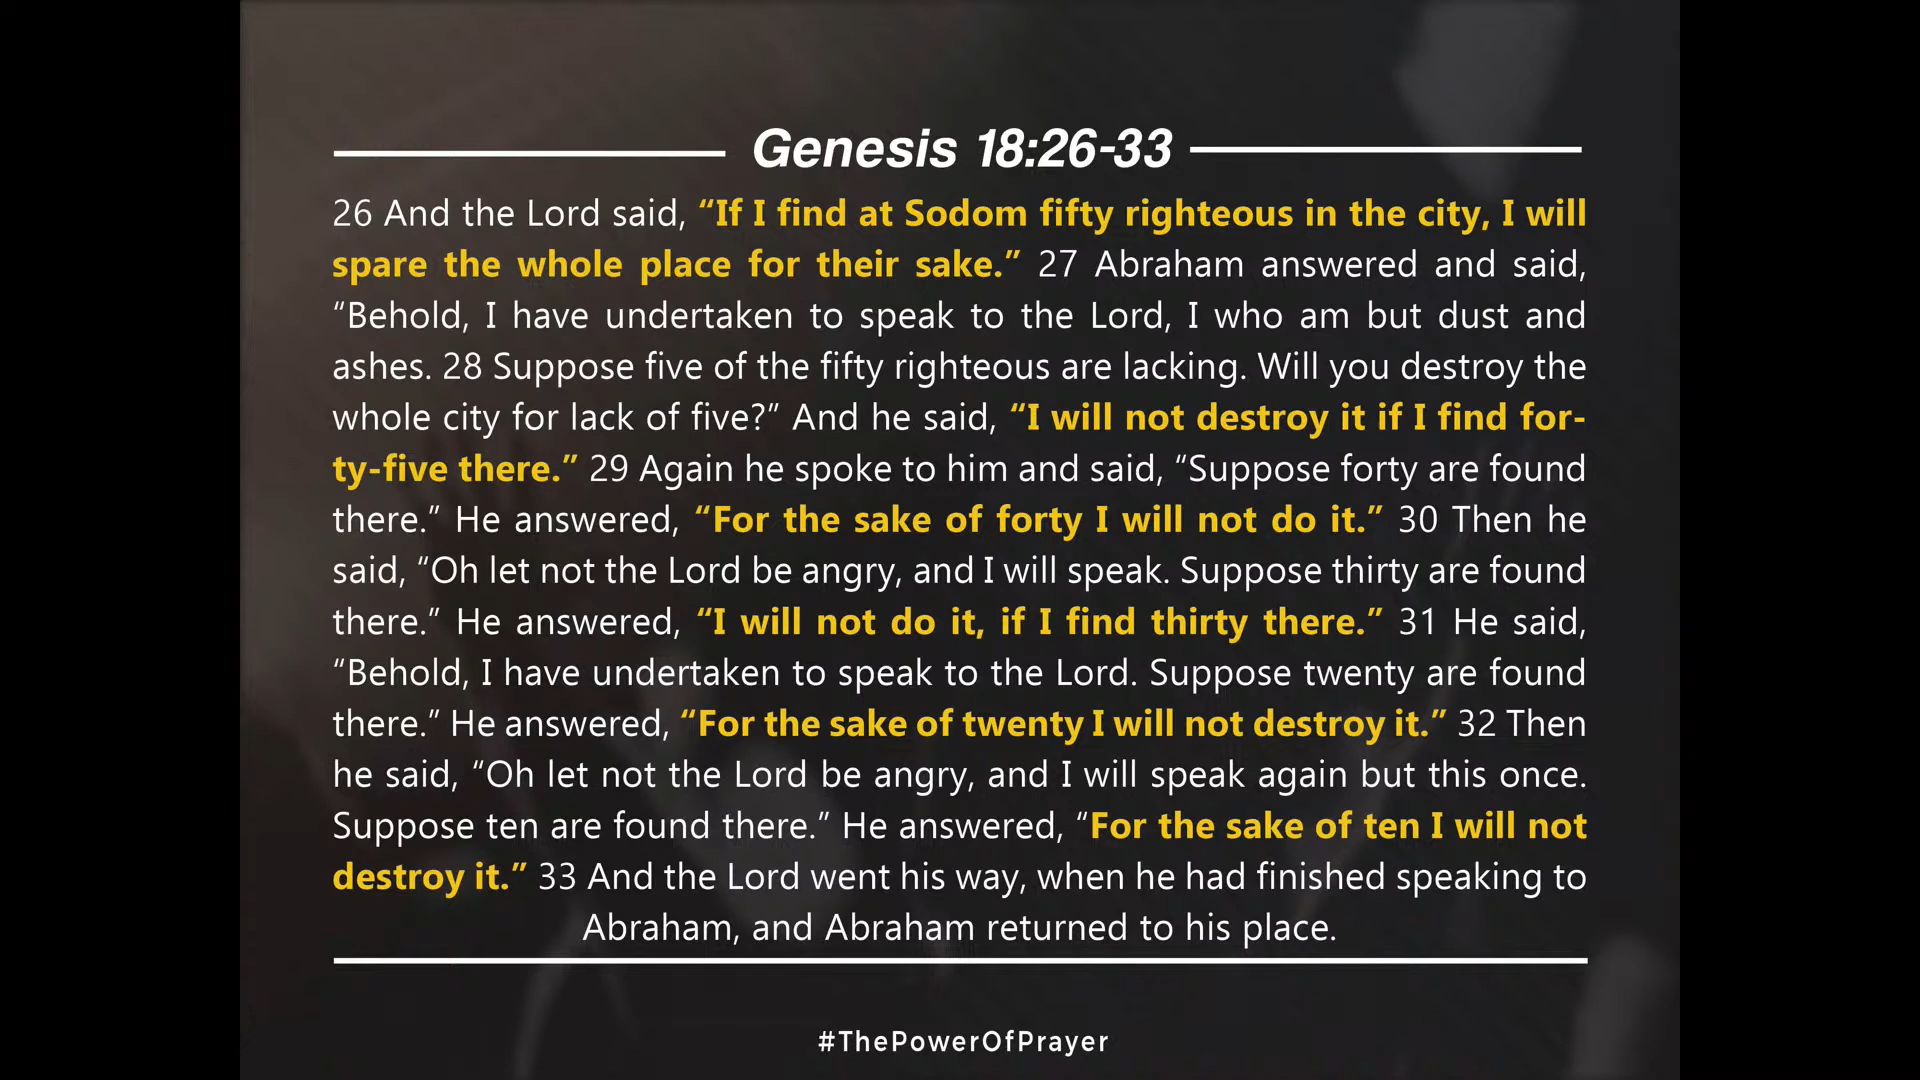 Genesis 18:26-33
26 And the Lord said, “If I find at Sodom fifty righteous in the city, I will
spare the whole place for their sake.” 27 Abraham answered and said,
“Behold, I have undertaken to speak to the Lord, I who am but dust and
ashes. 28 Suppose five of the fifty righteous are lacking. Will you destroy the
whole city for lack of five?” And he said, “I will not destroy it if I find for-
ty-five there.” 29 Again he spoke to him and said, “Suppose forty are found
there.” He answered, “For the sake of forty I will not do it.” 30 Then he
said, “Oh let not the Lord be angry, and I will speak. Suppose thirty are found
there.” He answered, “I will not do it, if I find thirty there.” 31 He said,
“Behold, I have undertaken to speak to the Lord. Suppose twenty are found
there.” He answered, “For the sake of twenty I will not destroy it.” 32 Then
he said, “Oh let not the Lord be angry, and I will speak again but this once.
Suppose ten are found there.” He answered, “For the sake of ten I will not
destroy it.” 33 And the Lord went his way, when he had finished speaking to
Abraham, and Abraham returned to his place.
#ThePowerOfPrayer